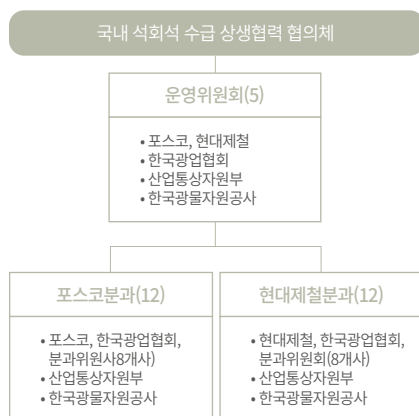 국내 석회석 수급 상생협력 협의체
운영위원회(5)
• 포스코, 현대제철
• 한국광업협회
• 산업통상자원부
• 한국광물자원공사
포스코분과(12)
• 포스코, 한국광업협회,
분과위원사8개사)
• 산업통상자원부
• 한국광물자원공사
현대제철분과(12)
• 현대제철, 한국광업협회,
분과위원회(8개사)
• 산업통상자원부
• 한국광물자원공사